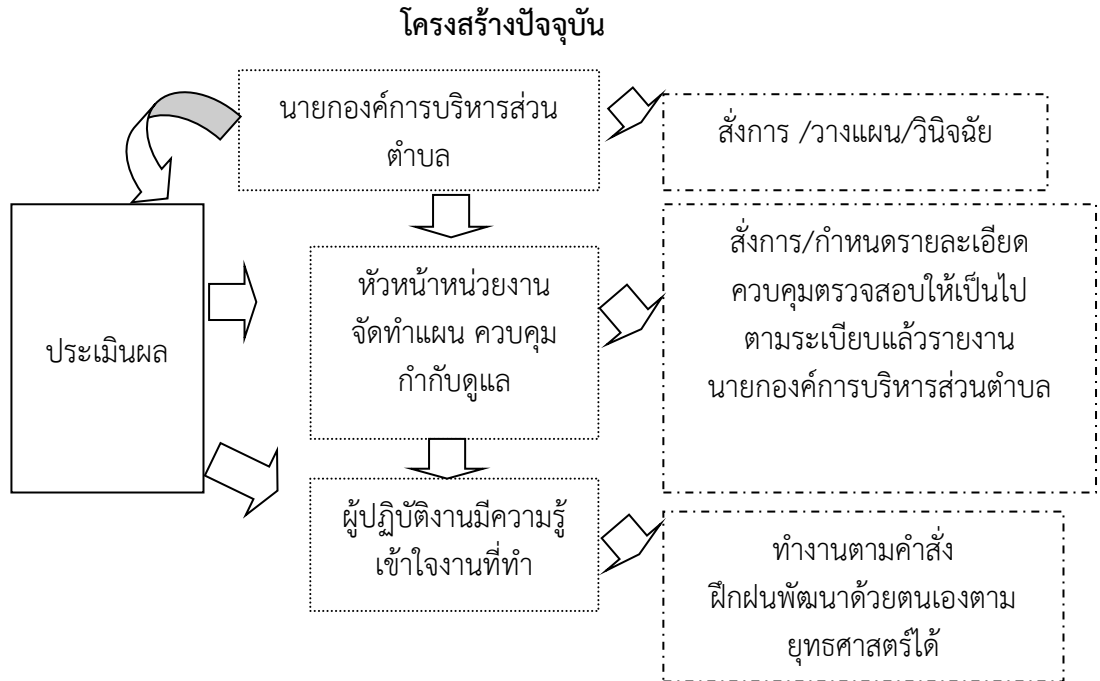 โครงสร้างปัจจุบัน
นายกองค์การบริหารส่วน
ตำบล
สั่งการ /วางแผน/วินิจฉัย
ประเมินผล
หัวหน้าหน่วยงาน
จัดทำแผน ควบคุม
กำกับดูแล
สั่งการ/กำหนดรายละเอียด
ควบคุมตรวจสอบให้เป็นไป
ตามระเบียบแล้วรายงาน
นายกองค์การบริหารส่วนตำบล
ผู้ปฏิบัติงานมีความรู้
เข้าใจงานที่ทำ
ทำงานตามคำสั่ง
ฝึกฝนพัฒนาด้วยตนเองตาม
ยุทธศาสตร์ได้